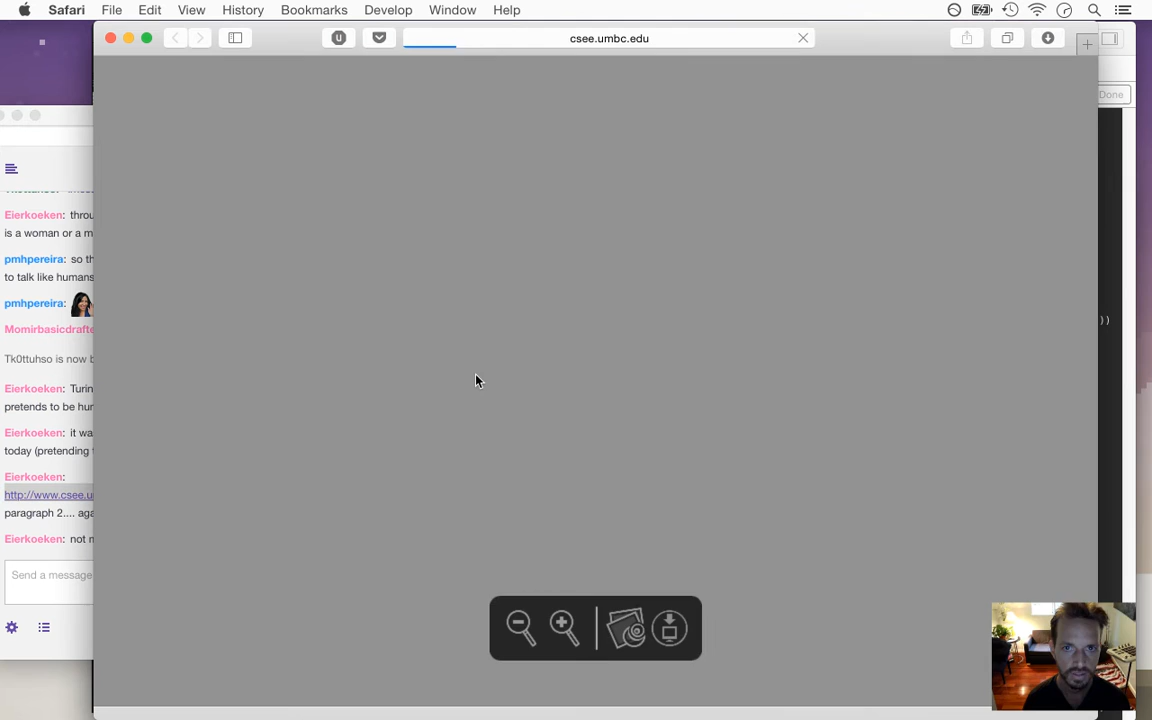 Safari File Edit View History Bookmarks Develop Window Help
csee.umbc.edu
Done
Eierkoeken: throu
is a woman or a m
pmhpereira: so th
to talk like humans
pmhpereira:
Momirbasicdrafte
Tk0ttuhso is now b
Eierkoeken: Turin
pretends to be hur
Eierkoeken: it wa
today (pretending
Eierkoeken:
http://www.csee.u
paragraph 2.... aga
Eierkoeken: not n
Send a message
))